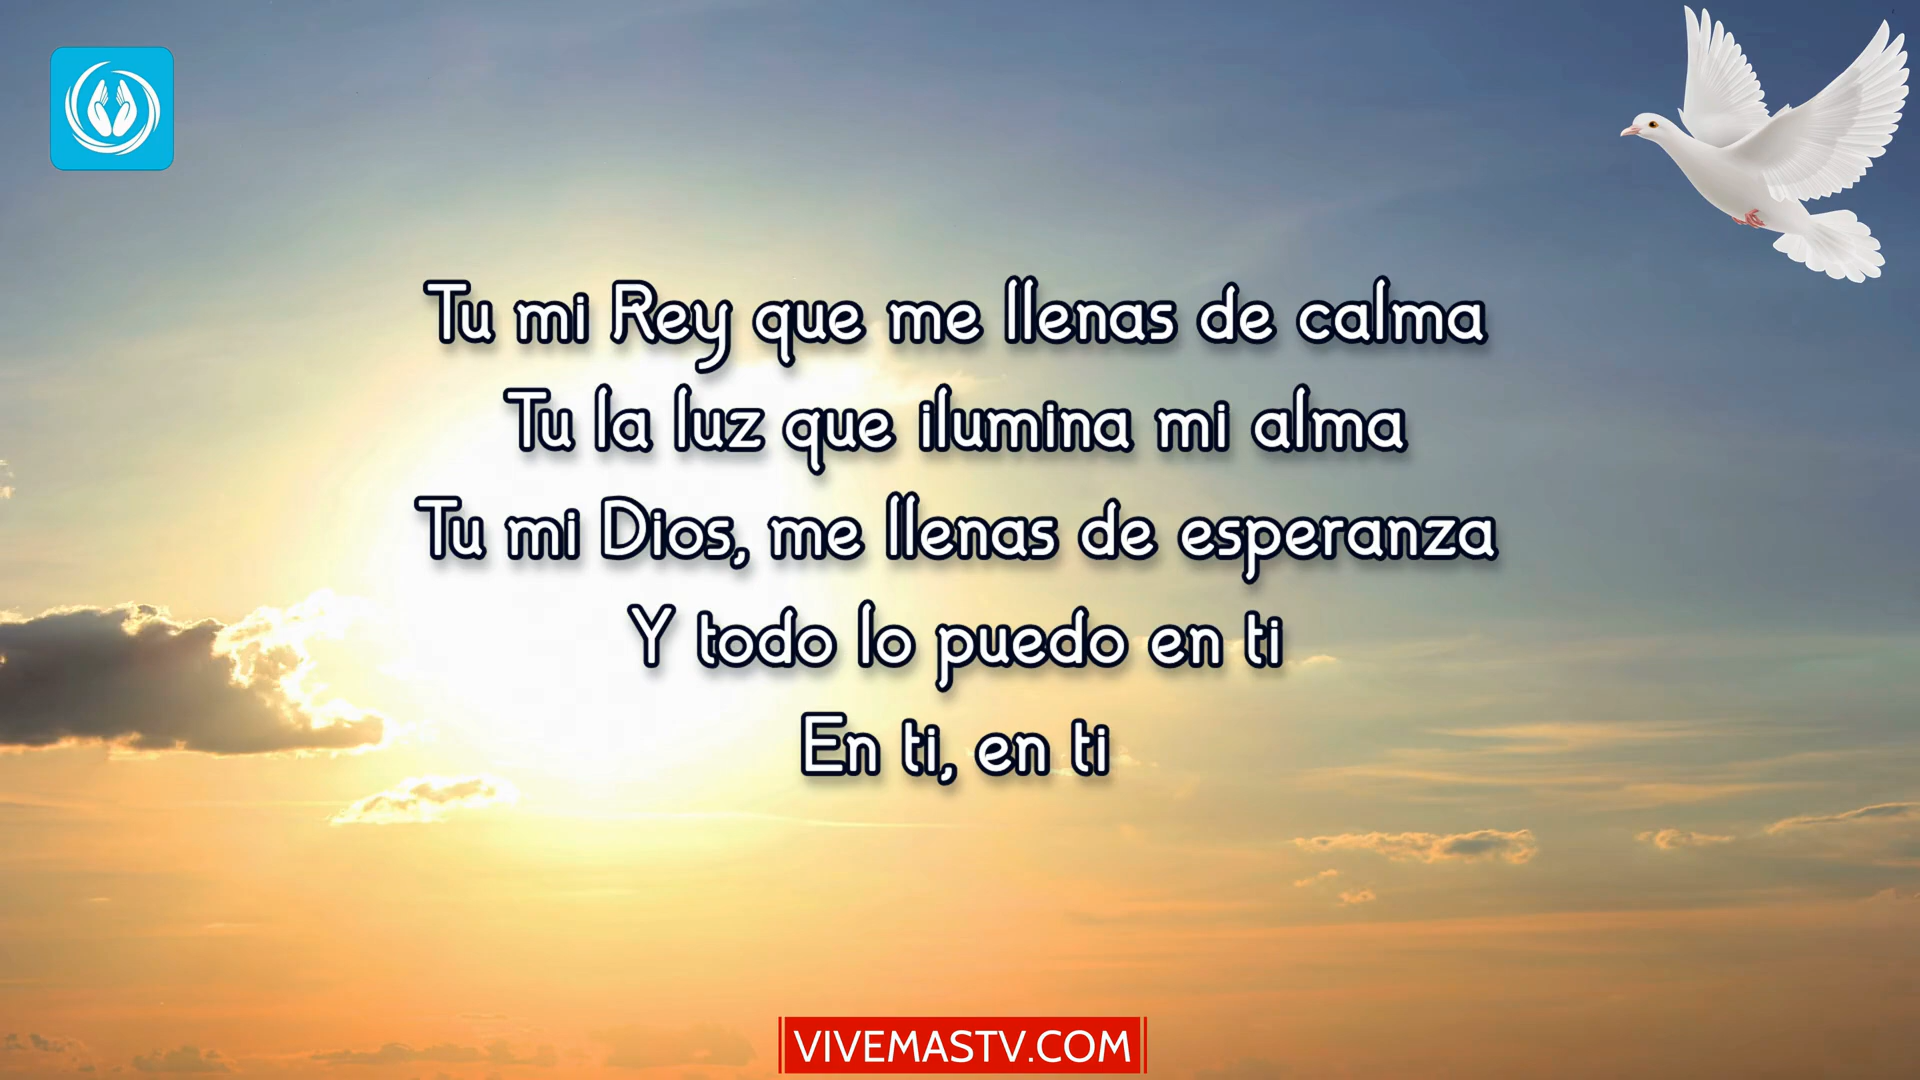 Tu mi Rey que me llenas de calma
Tu la luz que ilumina mi alma
Tu mi Dios, me llenas de esperanza
Y todo lo puedo en ti
En ti, en ti
VIVEMASTV.COM